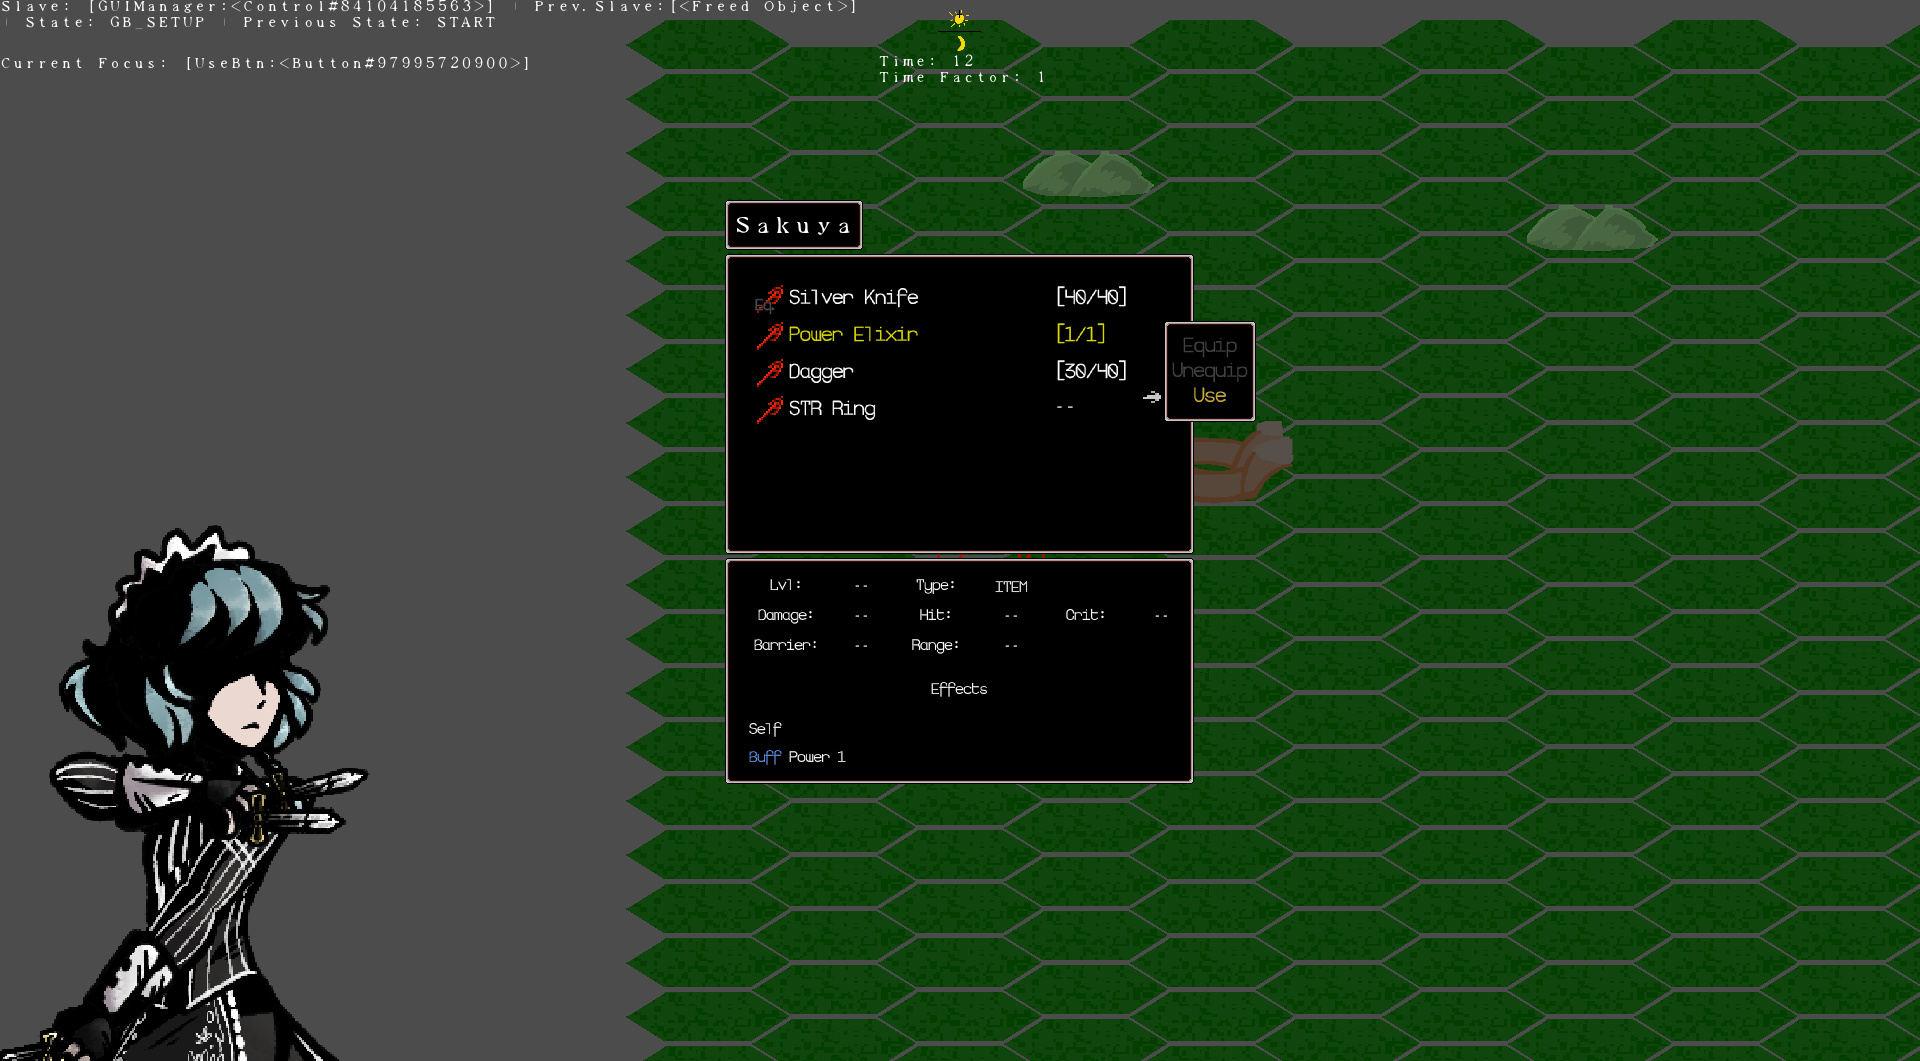 Slave: [GUIManager:<Control#84104185563>] | Prev. Slave:[<Freed Object>]
| State: GB_SETUP | Previous State: START
Current Focus: [UseBtn:<Button#97995720900>]
Time: 12
Time Factor: 1
Sakuya
Eq Silver Knife [40/40]
Power Elixir [1/1]
Dagger [30/40]
STR Ring --
Equip
Unequip
Use
Lvl: -- Type: ITEM
Damage: -- Hit: -- Crit: --
Barrier: -- Range: --
Effects
Self
Buff Power 1